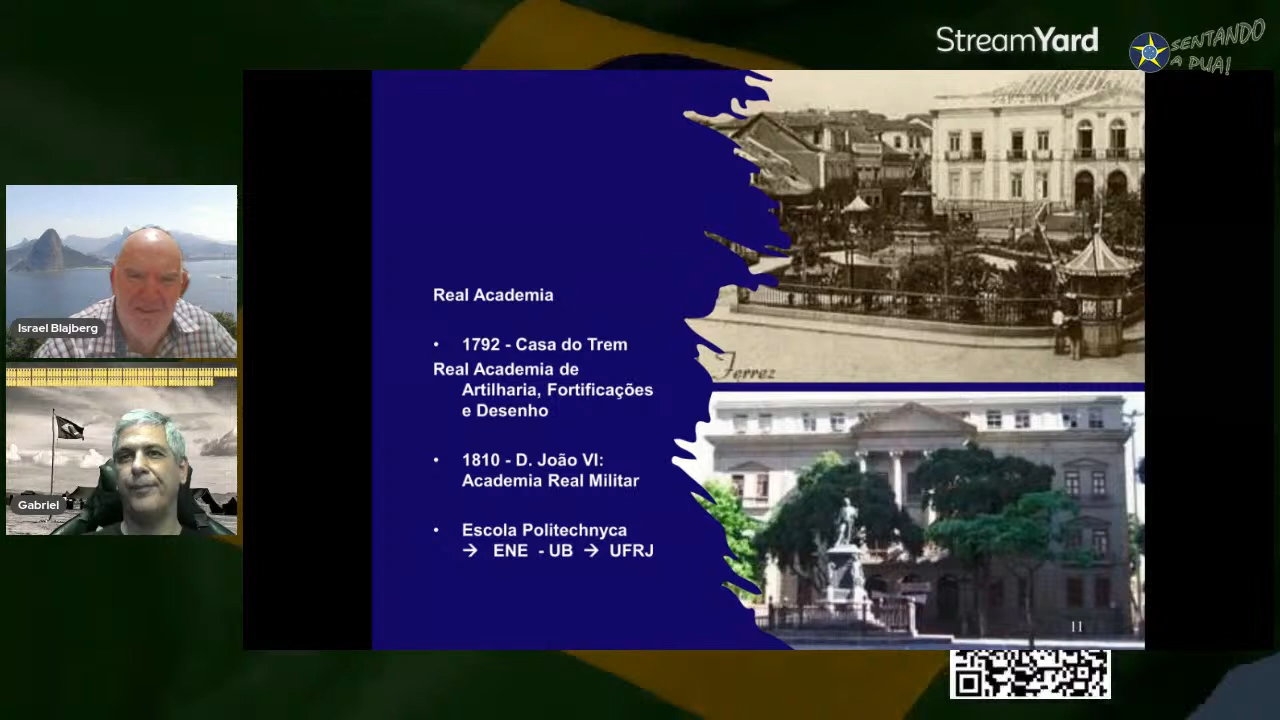 StreamYard
SENTANDO
A PUA!
Israel Blajberg
Gabriel
Real Academia
• 1792 - Casa do Trem
Real Academia de
Artilharia, Fortificações
e Desenho
• 1810 - D. João VI:
Academia Real Militar
• Escola Politechnyca
→ ENE - UB → UFRJ
Ferrez
11